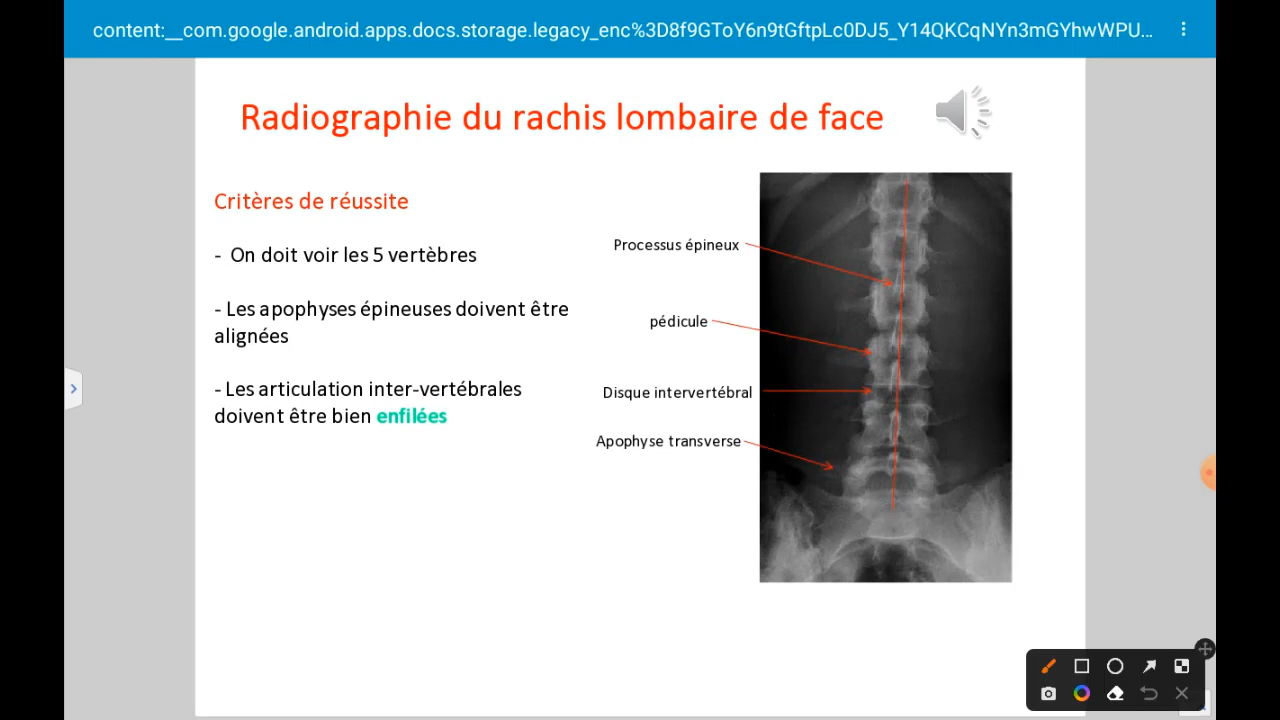 content:__com.google.android.apps.docs.storage.legacy_enc%3D8f9GToY6n9tGftpLc0DJ5_Y14QKCqNYn3mGYhwWPU...
Radiographie du rachis lombaire de face
Critères de réussite
- On doit voir les 5 vertèbres
- Les apophyses épineuses doivent être
alignées
- Les articulation inter-vertébrales
doivent être bien enfilées
Processus épineux
pédicule
Disque intervertébral
Apophyse transverse